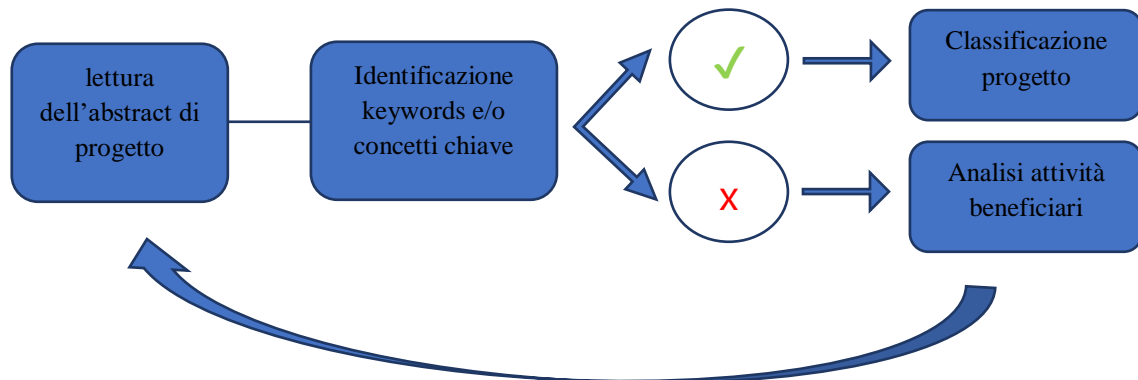 lettura
dell’abstract di
progetto
Identificazione
keywords e/o
concetti chiave
✓
x
Classificazione
progetto
Analisi attività
beneficiari